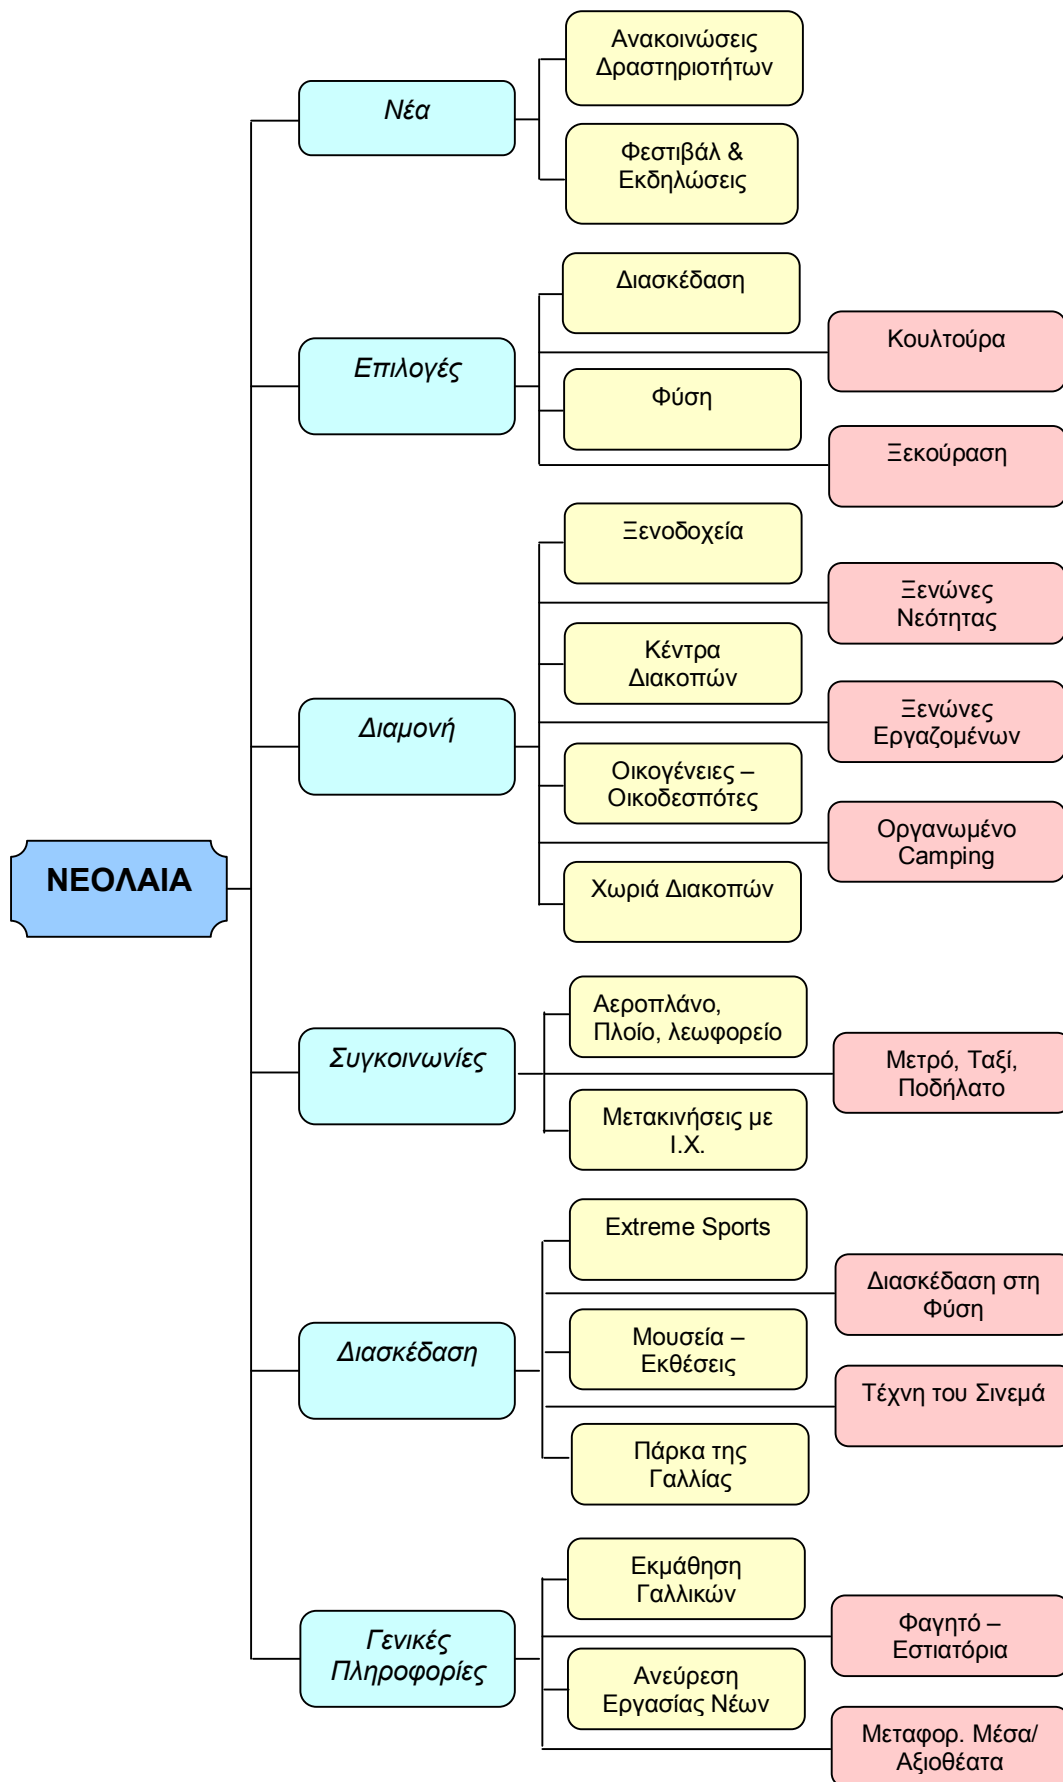 Ανακοινώσεις
Δραστηριοτήτων
Νέα
Φεστιβάλ &
Εκδηλώσεις
Διασκέδαση
Κουλτούρα
Επιλογές
Φύση
Ξεκούραση
Ξενοδοχεία
Ξενώνες
Νεότητας
Κέντρα
Διακοπών
Διαμονή
Ξενώνες
Εργαζομένων
Οικογένειες –
Οικοδεσπότες
Οργανωμένο
Camping
ΝΕΟΛΑΙΑ
Χωριά Διακοπών
Αεροπλάνο,
Πλοίο, λεωφορείο
Συγκοινωνίες
Μετρό, Ταξί,
Ποδήλατο
Μετακινήσεις με
Ι.Χ.
Extreme Sports
Διασκέδαση στη
Φύση
Διασκέδαση
Μουσεία –
Εκθέσεις
Τέχνη του Σινεμά
Πάρκα της
Γαλλίας
Εκμάθηση
Γαλλικών
Γενικές
Πληροφορίες
Φαγητό –
Εστιατόρια
Ανεύρεση
Εργασίας Νέων
Μεταφορ. Μέσα/
Αξιοθέατα